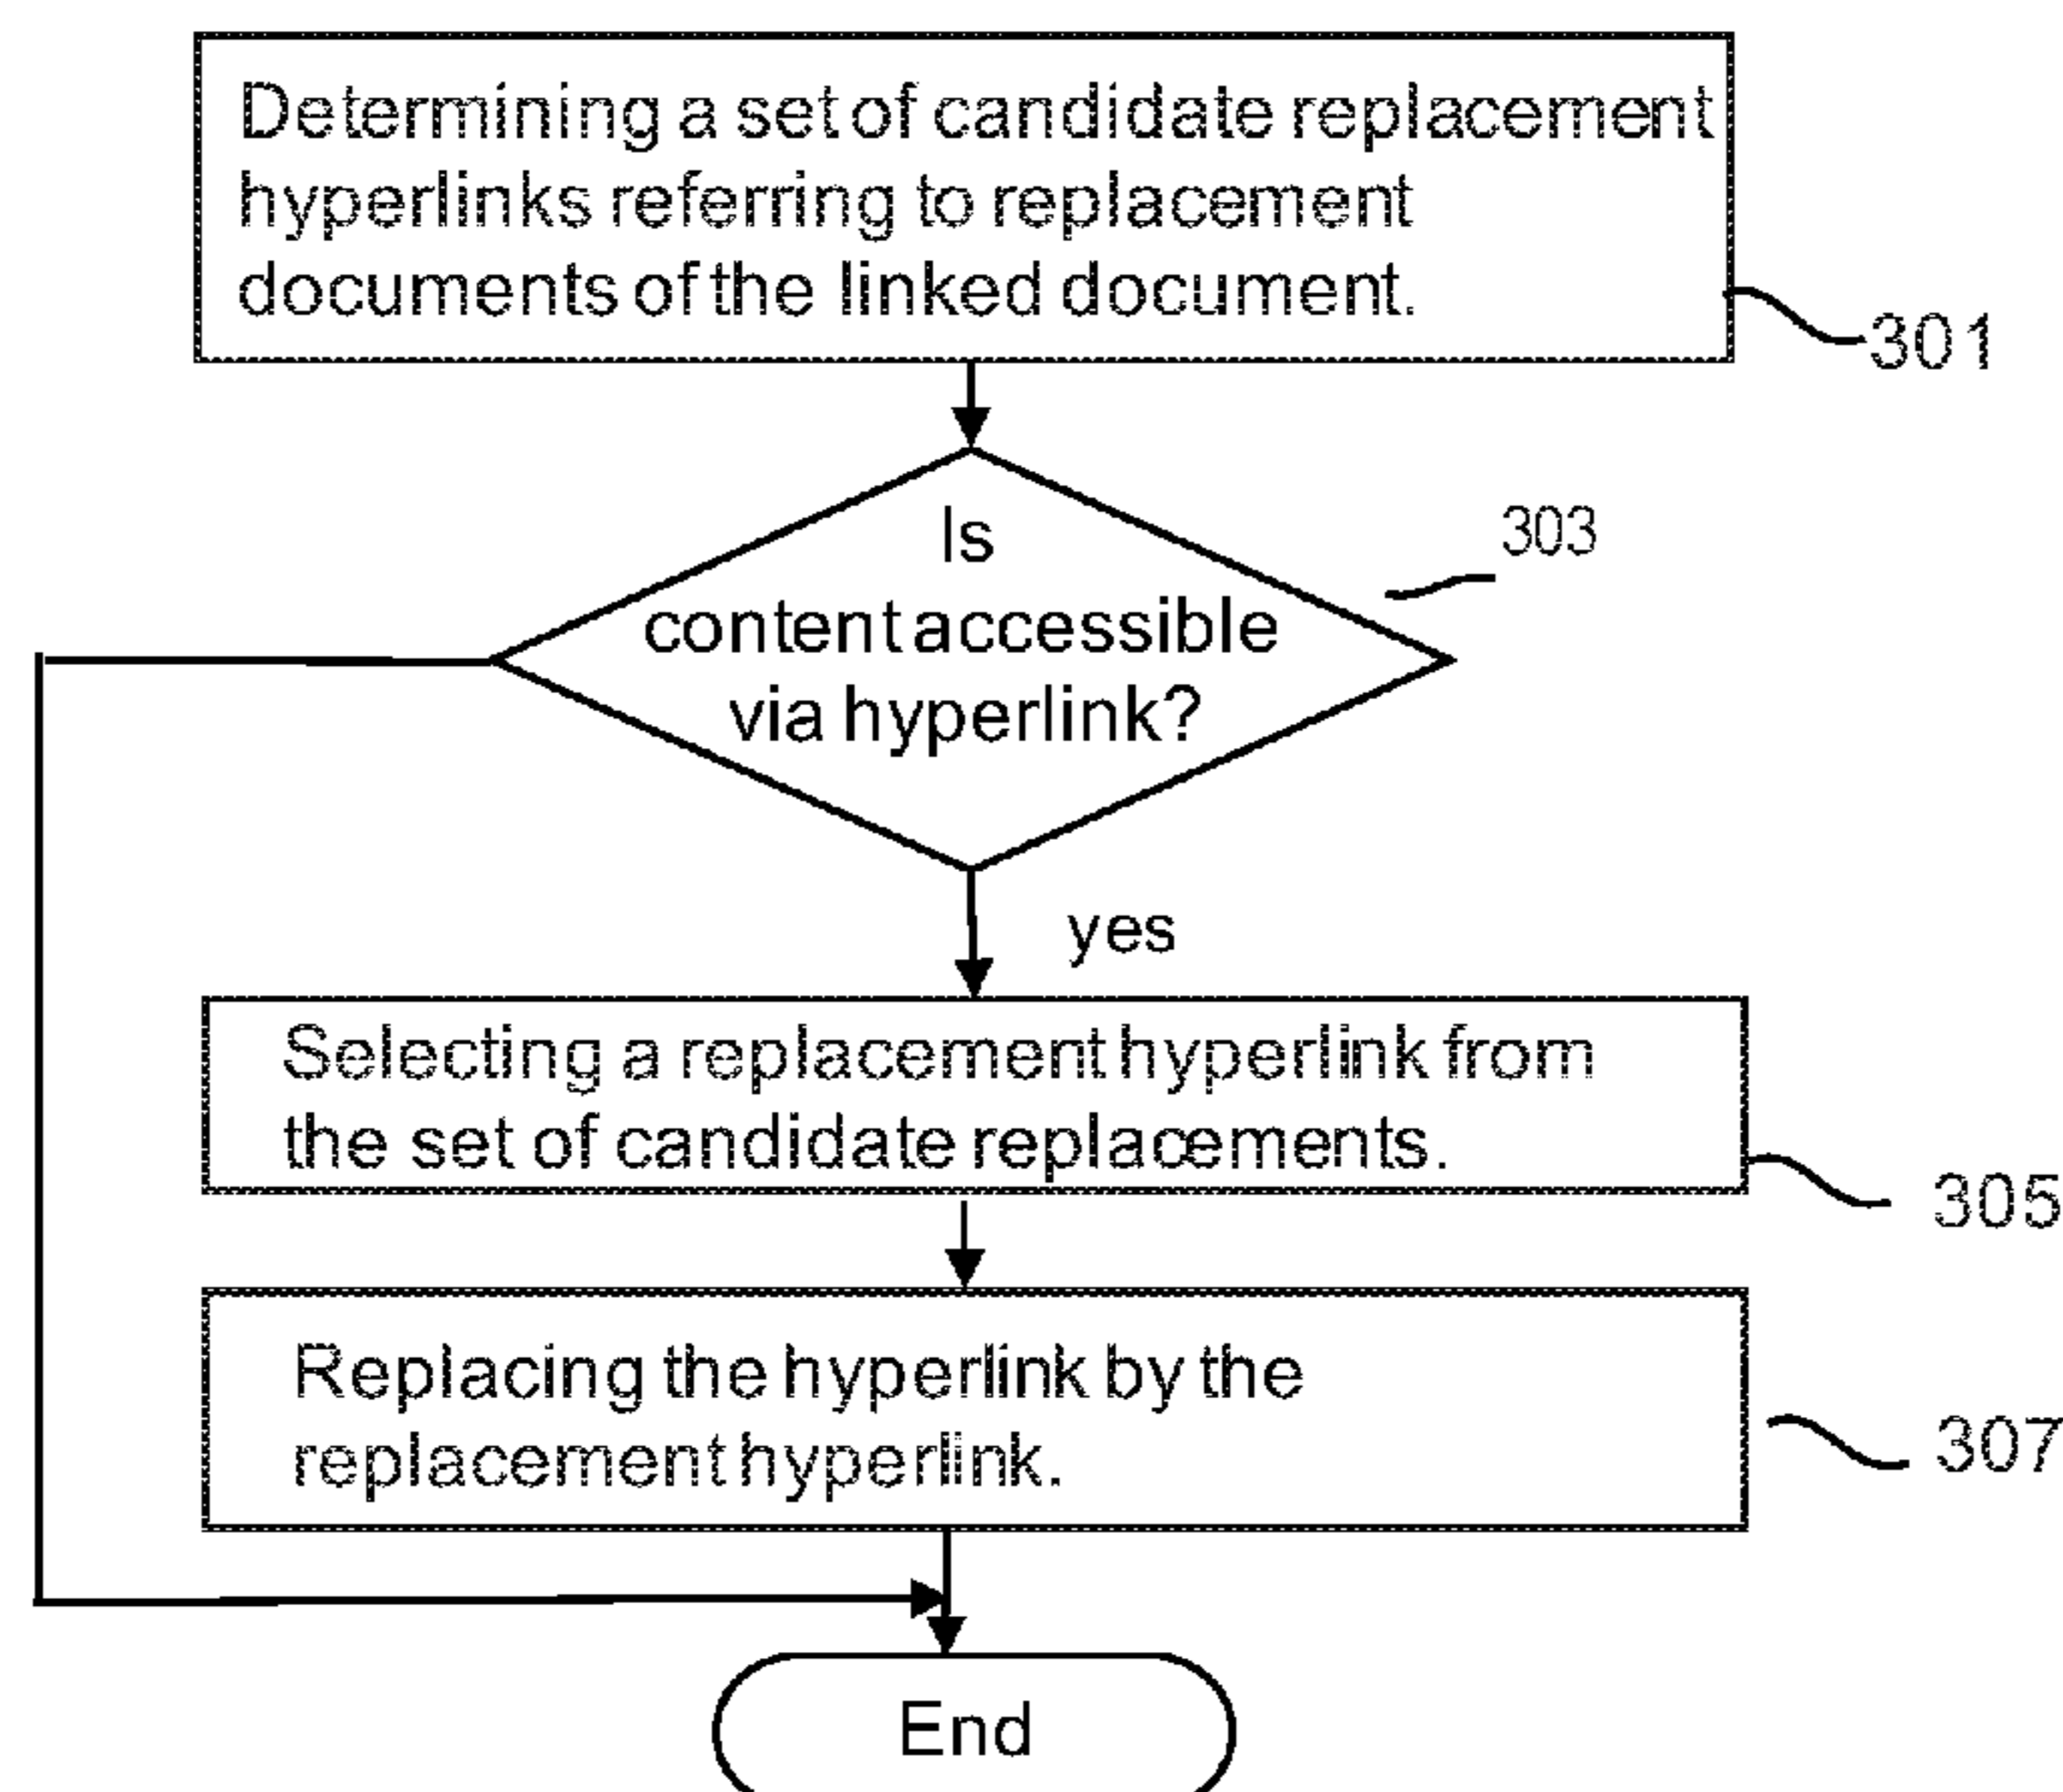 Determining a set of candidate replacement
hyperlinks referring to replacement
documents of the linked document.
301
Is
content accessible
via hyperlink?
303
yes
Selecting a replacement hyperlink from
the set of candidate replacements.
305
Replacing the hyperlink by the
replacement hyperlink.
307
End